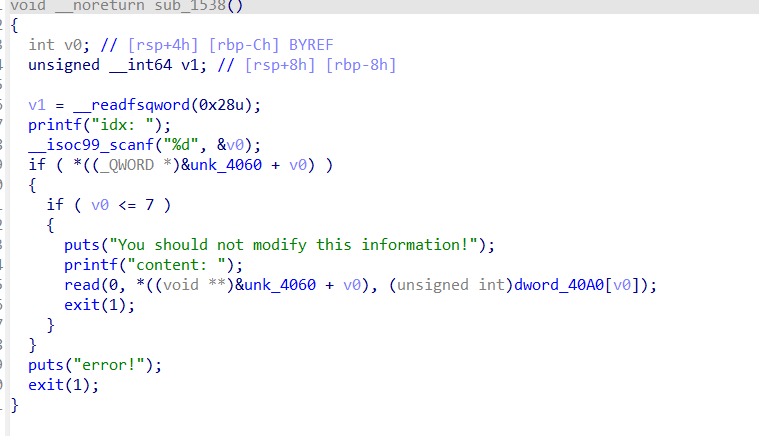 void __noreturn sub_1538()
{
  int v0; // [rsp+4h] [rbp-Ch] BYREF
  unsigned __int64 v1; // [rsp+8h] [rbp-8h]

  v1 = __readfsqword(0x28u);
  printf("idx: ");
  __isoc99_scanf("%d", &v0);
  if ( *((_QWORD *)&unk_4060 + v0) )
  {
    if ( v0 <= 7 )
    {
      puts("You should not modify this information!");
      printf("content: ");
      read(0, *((void **)&unk_4060 + v0), (unsigned int)dword_40A0[v0]);
      exit(1);
    }
  }
  puts("error!");
  exit(1);
}